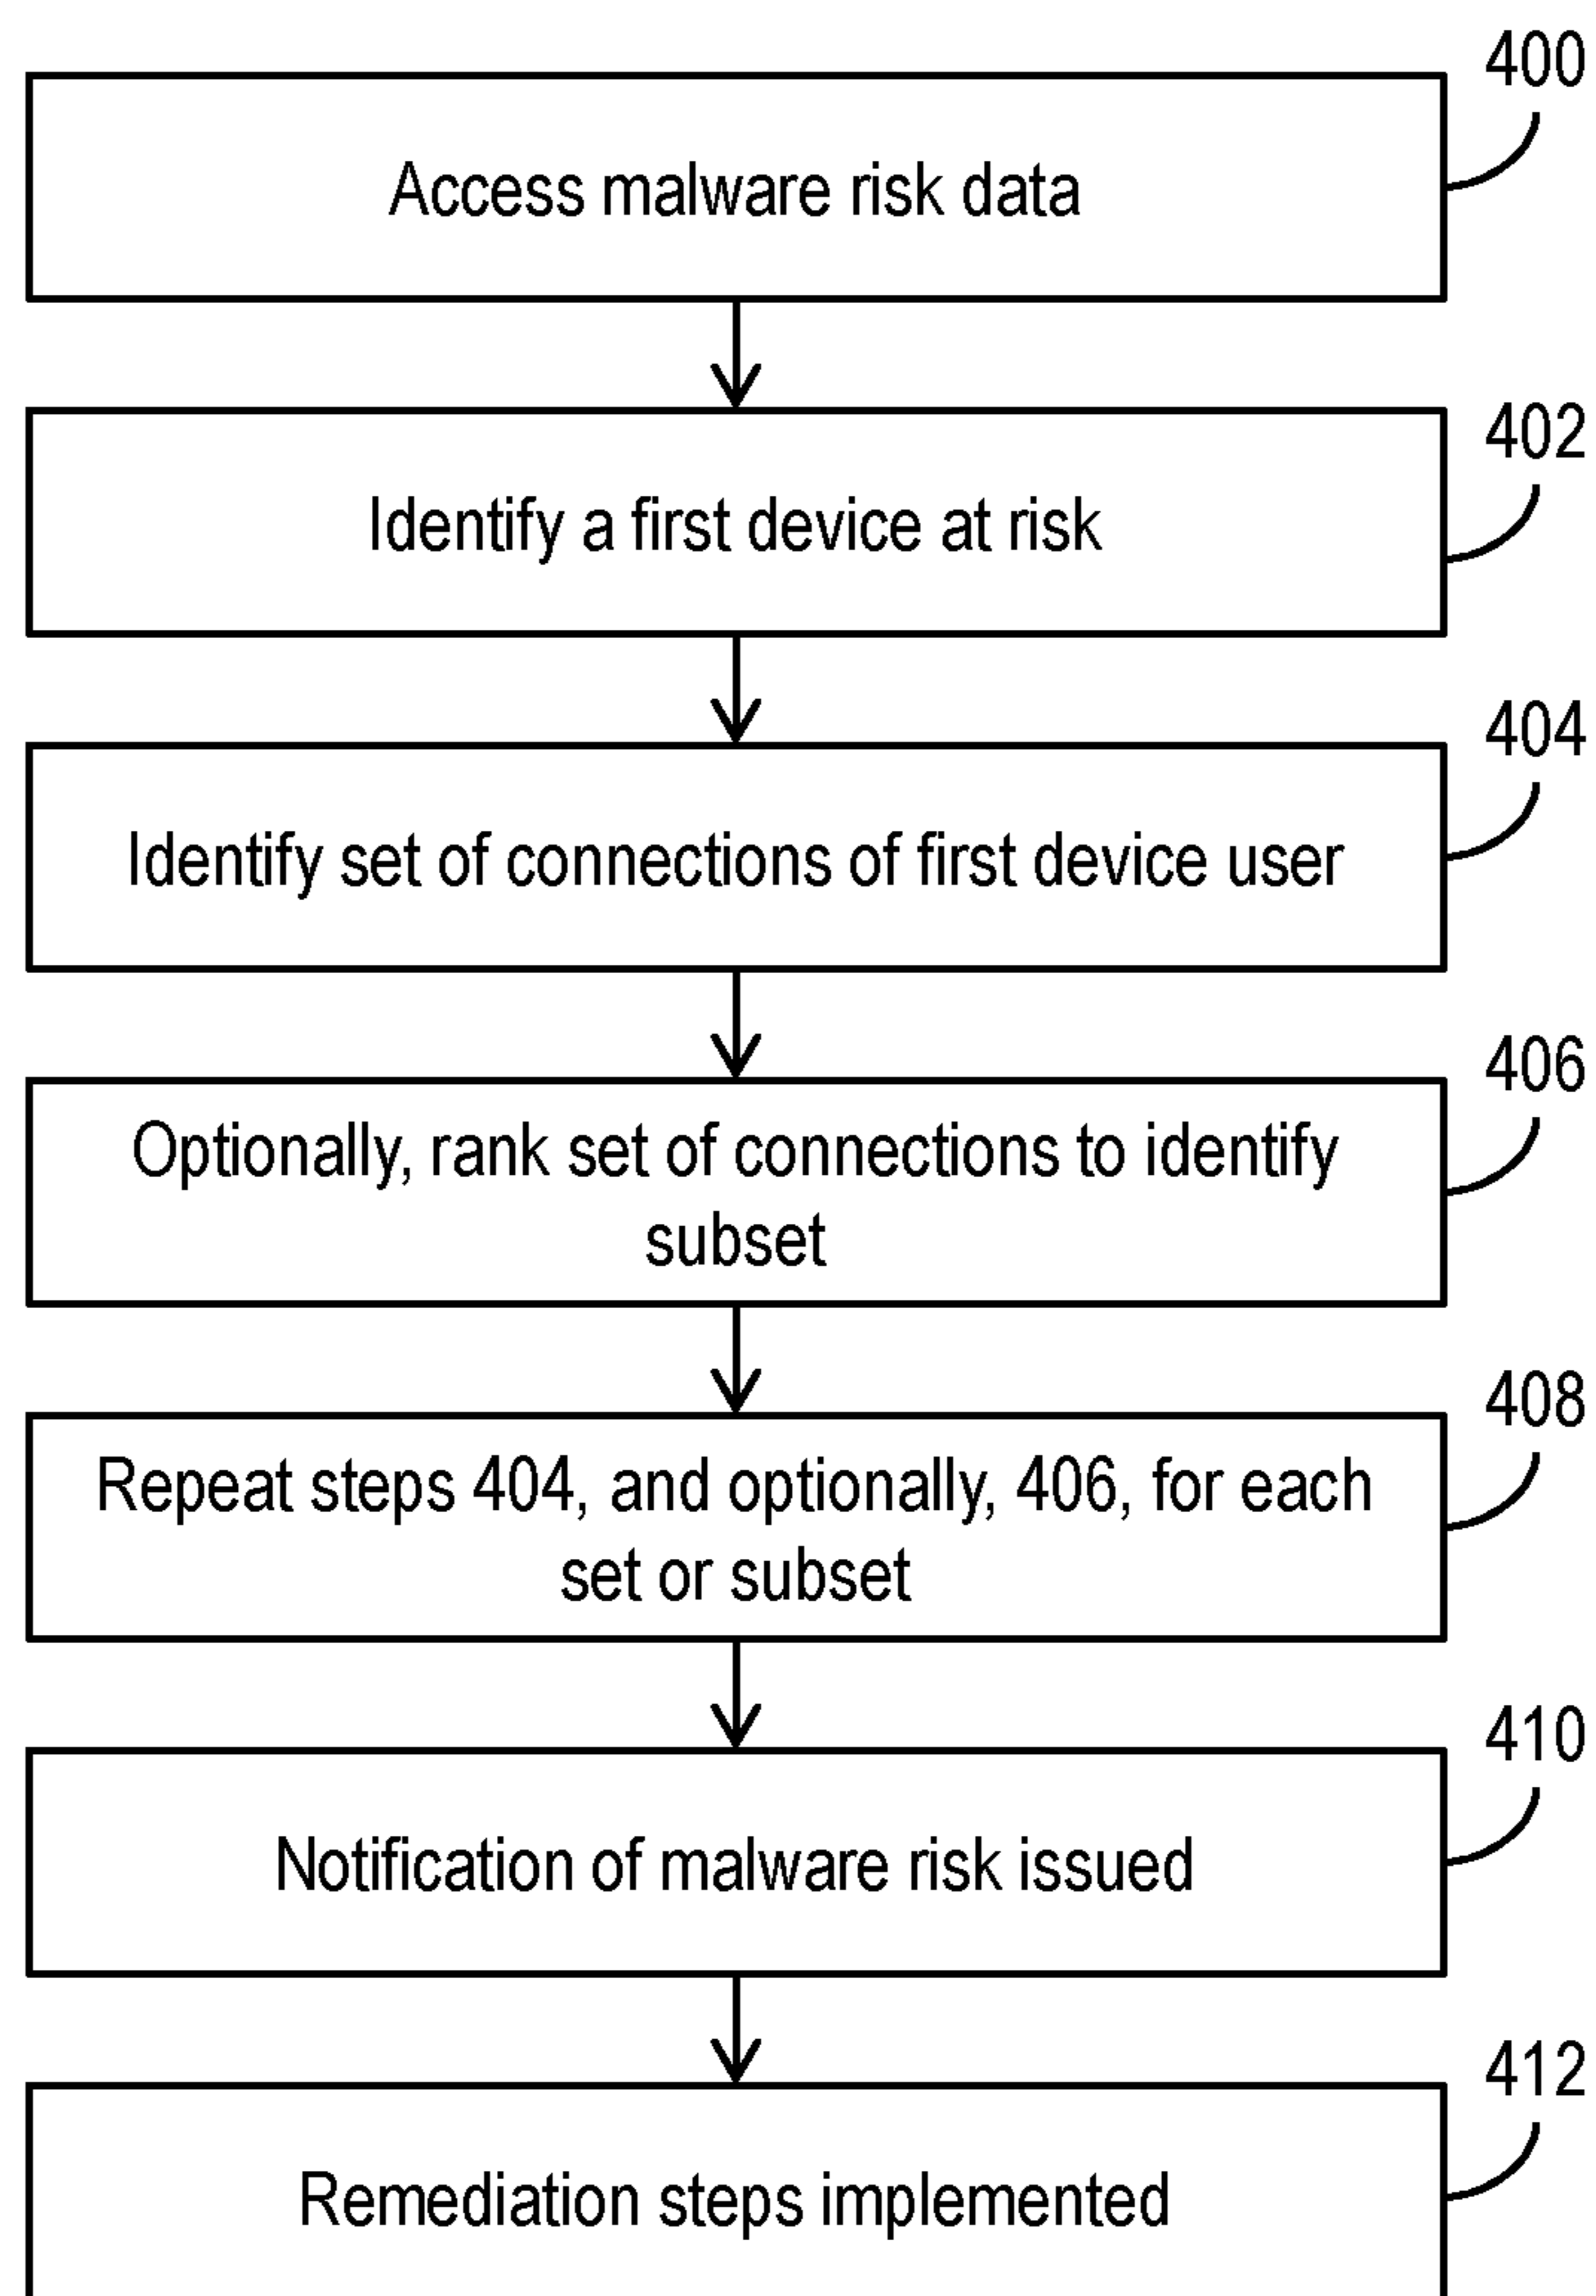 400
Access malware risk data
402
Identify a first device at risk
404
Identify set of connections of first device user
406
Optionally, rank set of connections to identify
subset
408
Repeat steps 404, and optionally, 406, for each
set or subset
410
Notification of malware risk issued
412
Remediation steps implemented